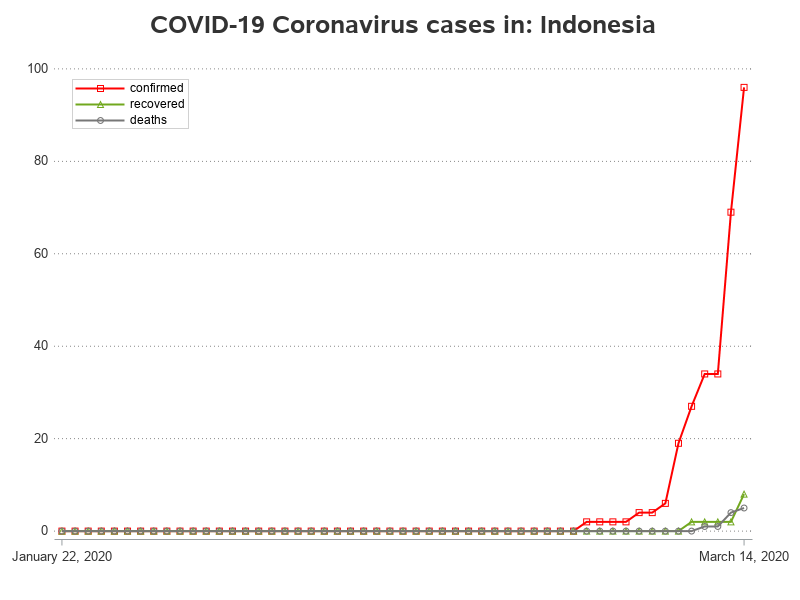 COVID-19 Coronavirus cases in: Indonesia
100
confirmed
recovered
deaths
80
60
40
20
0
January 22, 2020 March 14, 2020